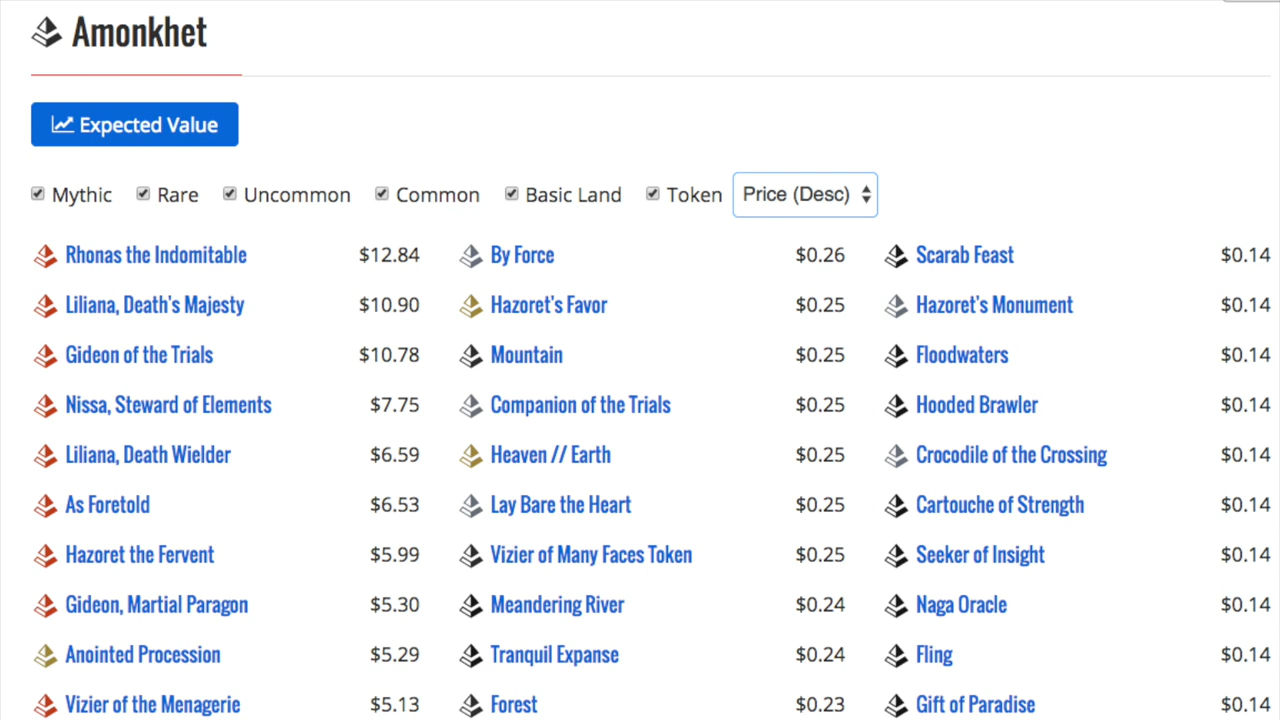 Amonkhet
Expected Value
Mythic Rare Uncommon Common Basic Land Token Price (Desc)
Rhonas the Indomitable $12.84 By Force $0.26 Scarab Feast $0.14
Liliana, Death's Majesty $10.90 Hazoret's Favor $0.25 Hazoret's Monument $0.14
Gideon of the Trials $10.78 Mountain $0.25 Floodwaters $0.14
Nissa, Steward of Elements $7.75 Companion of the Trials $0.25 Hooded Brawler $0.14
Liliana, Death Wielder $6.59 Heaven // Earth $0.25 Crocodile of the Crossing $0.14
As Foretold $6.53 Lay Bare the Heart $0.25 Cartouche of Strength $0.14
Hazoret the Fervent $5.99 Vizier of Many Faces Token $0.25 Seeker of Insight $0.14
Gideon, Martial Paragon $5.30 Meandering River $0.24 Naga Oracle $0.14
Anointed Procession $5.29 Tranquil Expanse $0.24 Fling $0.14
Vizier of the Menagerie $5.13 Forest $0.23 Gift of Paradise $0.14